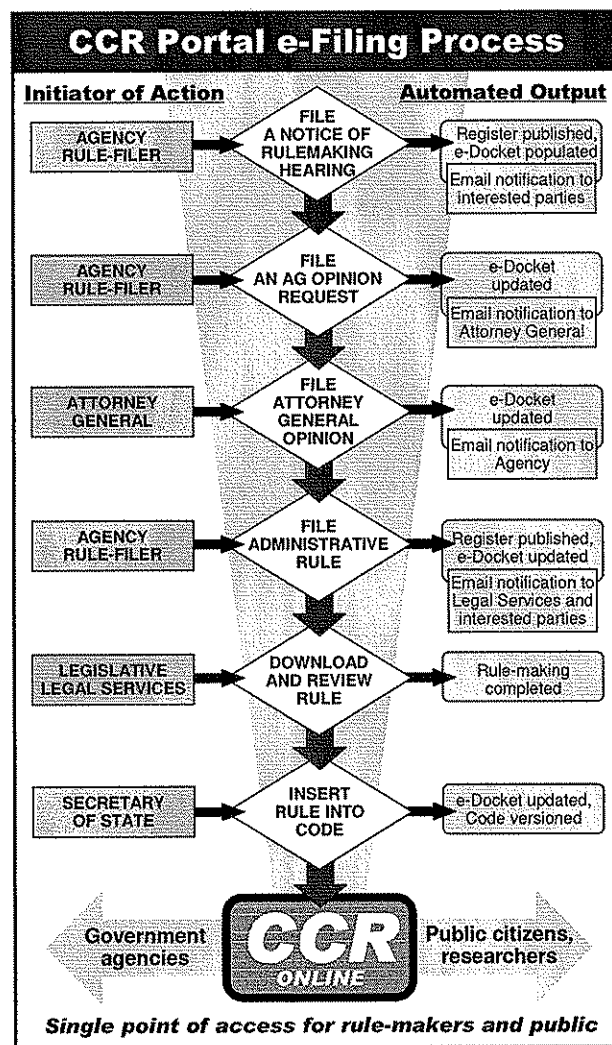 CCR Portal e-Filing Process
Initiator of Action
Automated Output
AGENCY
RULE-FILER
FILE
A NOTICE OF
RULEMAKING
HEARING
Register published,
e-Docket populated
Email notification to
interested parties
AGENCY
RULE-FILER
FILE
AN AG OPINION
REQUEST
e-Docket
updated
Email notification to
Attorney General
ATTORNEY
GENERAL
FILE
ATTORNEY
GENERAL
OPINION
e-Docket
updated
Email notification to
Agency
AGENCY
RULE-FILER
FILE
ADMINISTRATIVE
RULE
Register published,
e-Docket updated
Email notification to
Legal Services and
interested parties
LEGISLATIVE
LEGAL SERVICES
DOWNLOAD
AND REVIEW
RULE
Rule-making
completed
SECRETARY
OF STATE
INSERT
RULE INTO
CODE
e-Docket updated,
Code versioned
Government
agencies
CCR
ONLINE
Public citizens,
researchers
Single point of access for rule-makers and public